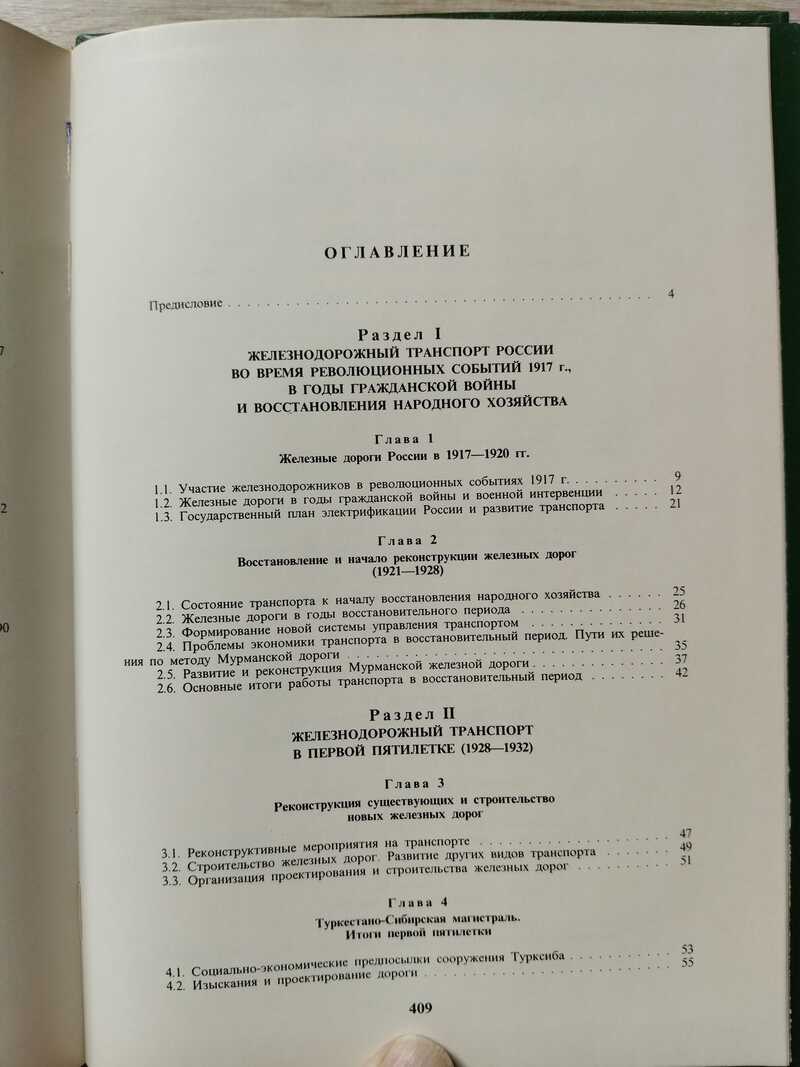 ОГЛАВЛЕНИЕ
Предисловие . . . . . . . . . . . . . . . . . . . . 4
Раздел I
ЖЕЛЕЗНОДОРОЖНЫЙ ТРАНСПОРТ РОССИИ
ВО ВРЕМЯ РЕВОЛЮЦИОННЫХ СОБЫТИЙ 1917 г.,
В ГОДЫ ГРАЖДАНСКОЙ ВОЙНЫ
И ВОССТАНОВЛЕНИЯ НАРОДНОГО ХОЗЯЙСТВА
Глава 1
Железные дороги России в 1917—1920 гг.
1.1. Участие железнодорожников в революционных событиях 1917 г. . . . . . . . . . 9
1.2. Железные дороги в годы гражданской войны и военной интервенции . . . . . 12
1.3. Государственный план электрификации России и развитие транспорта . . . . . 21
Глава 2
Восстановление и начало реконструкции железных дорог
(1921—1928)
2.1. Состояние транспорта к началу восстановления народного хозяйства . . . . . . 25
2.2. Железные дороги в годы восстановительного периода . . . . . . . . . . . . . . 26
2.3. Формирование новой системы управления транспортом . . . . . . . . . . . . . 31
2.4. Проблемы экономики транспорта в восстановительный период. Пути их реше-
ния по методу Мурманской дороги . . . . . . . . . . . . . . . . . . . . 35
2.5. Развитие и реконструкция Мурманской железной дороги . . . . . . . . . . . . . 37
2.6. Основные итоги работы транспорта в восстановительный период . . . . . . . . 42
Раздел II
ЖЕЛЕЗНОДОРОЖНЫЙ ТРАНСПОРТ
В ПЕРВОЙ ПЯТИЛЕТКЕ (1928—1932)
Глава 3
Реконструкция существующих и строительство
новых железных дорог
3.1. Реконструктивные мероприятия на транспорте . . . . . . . . . . . . . . . . . . 47
3.2. Строительство железных дорог. Развитие других видов транспорта . . . . . . . 49
3.3. Организация проектирования и строительства железных дорог . . . . . . . . . . 51
Глава 4
Туркестано-Сибирская магистраль.
Итоги первой пятилетки
4.1. Социально-экономические предпосылки сооружения Турксиба . . . . . . . . . . 53
4.2. Изыскания и проектирование дороги . . . . . . . . . . . . . . . . . . . . 55
409